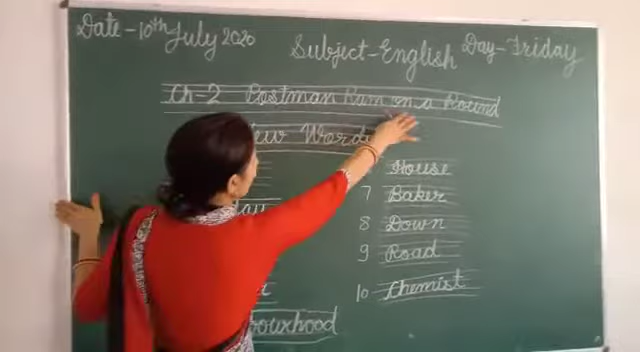 Date-10th July 2020 Subject-English Day-Friday
Ch-2 Postman Ram on a Round
New Words
House
7 Baker
8 Down
9 Road
10 Chemist